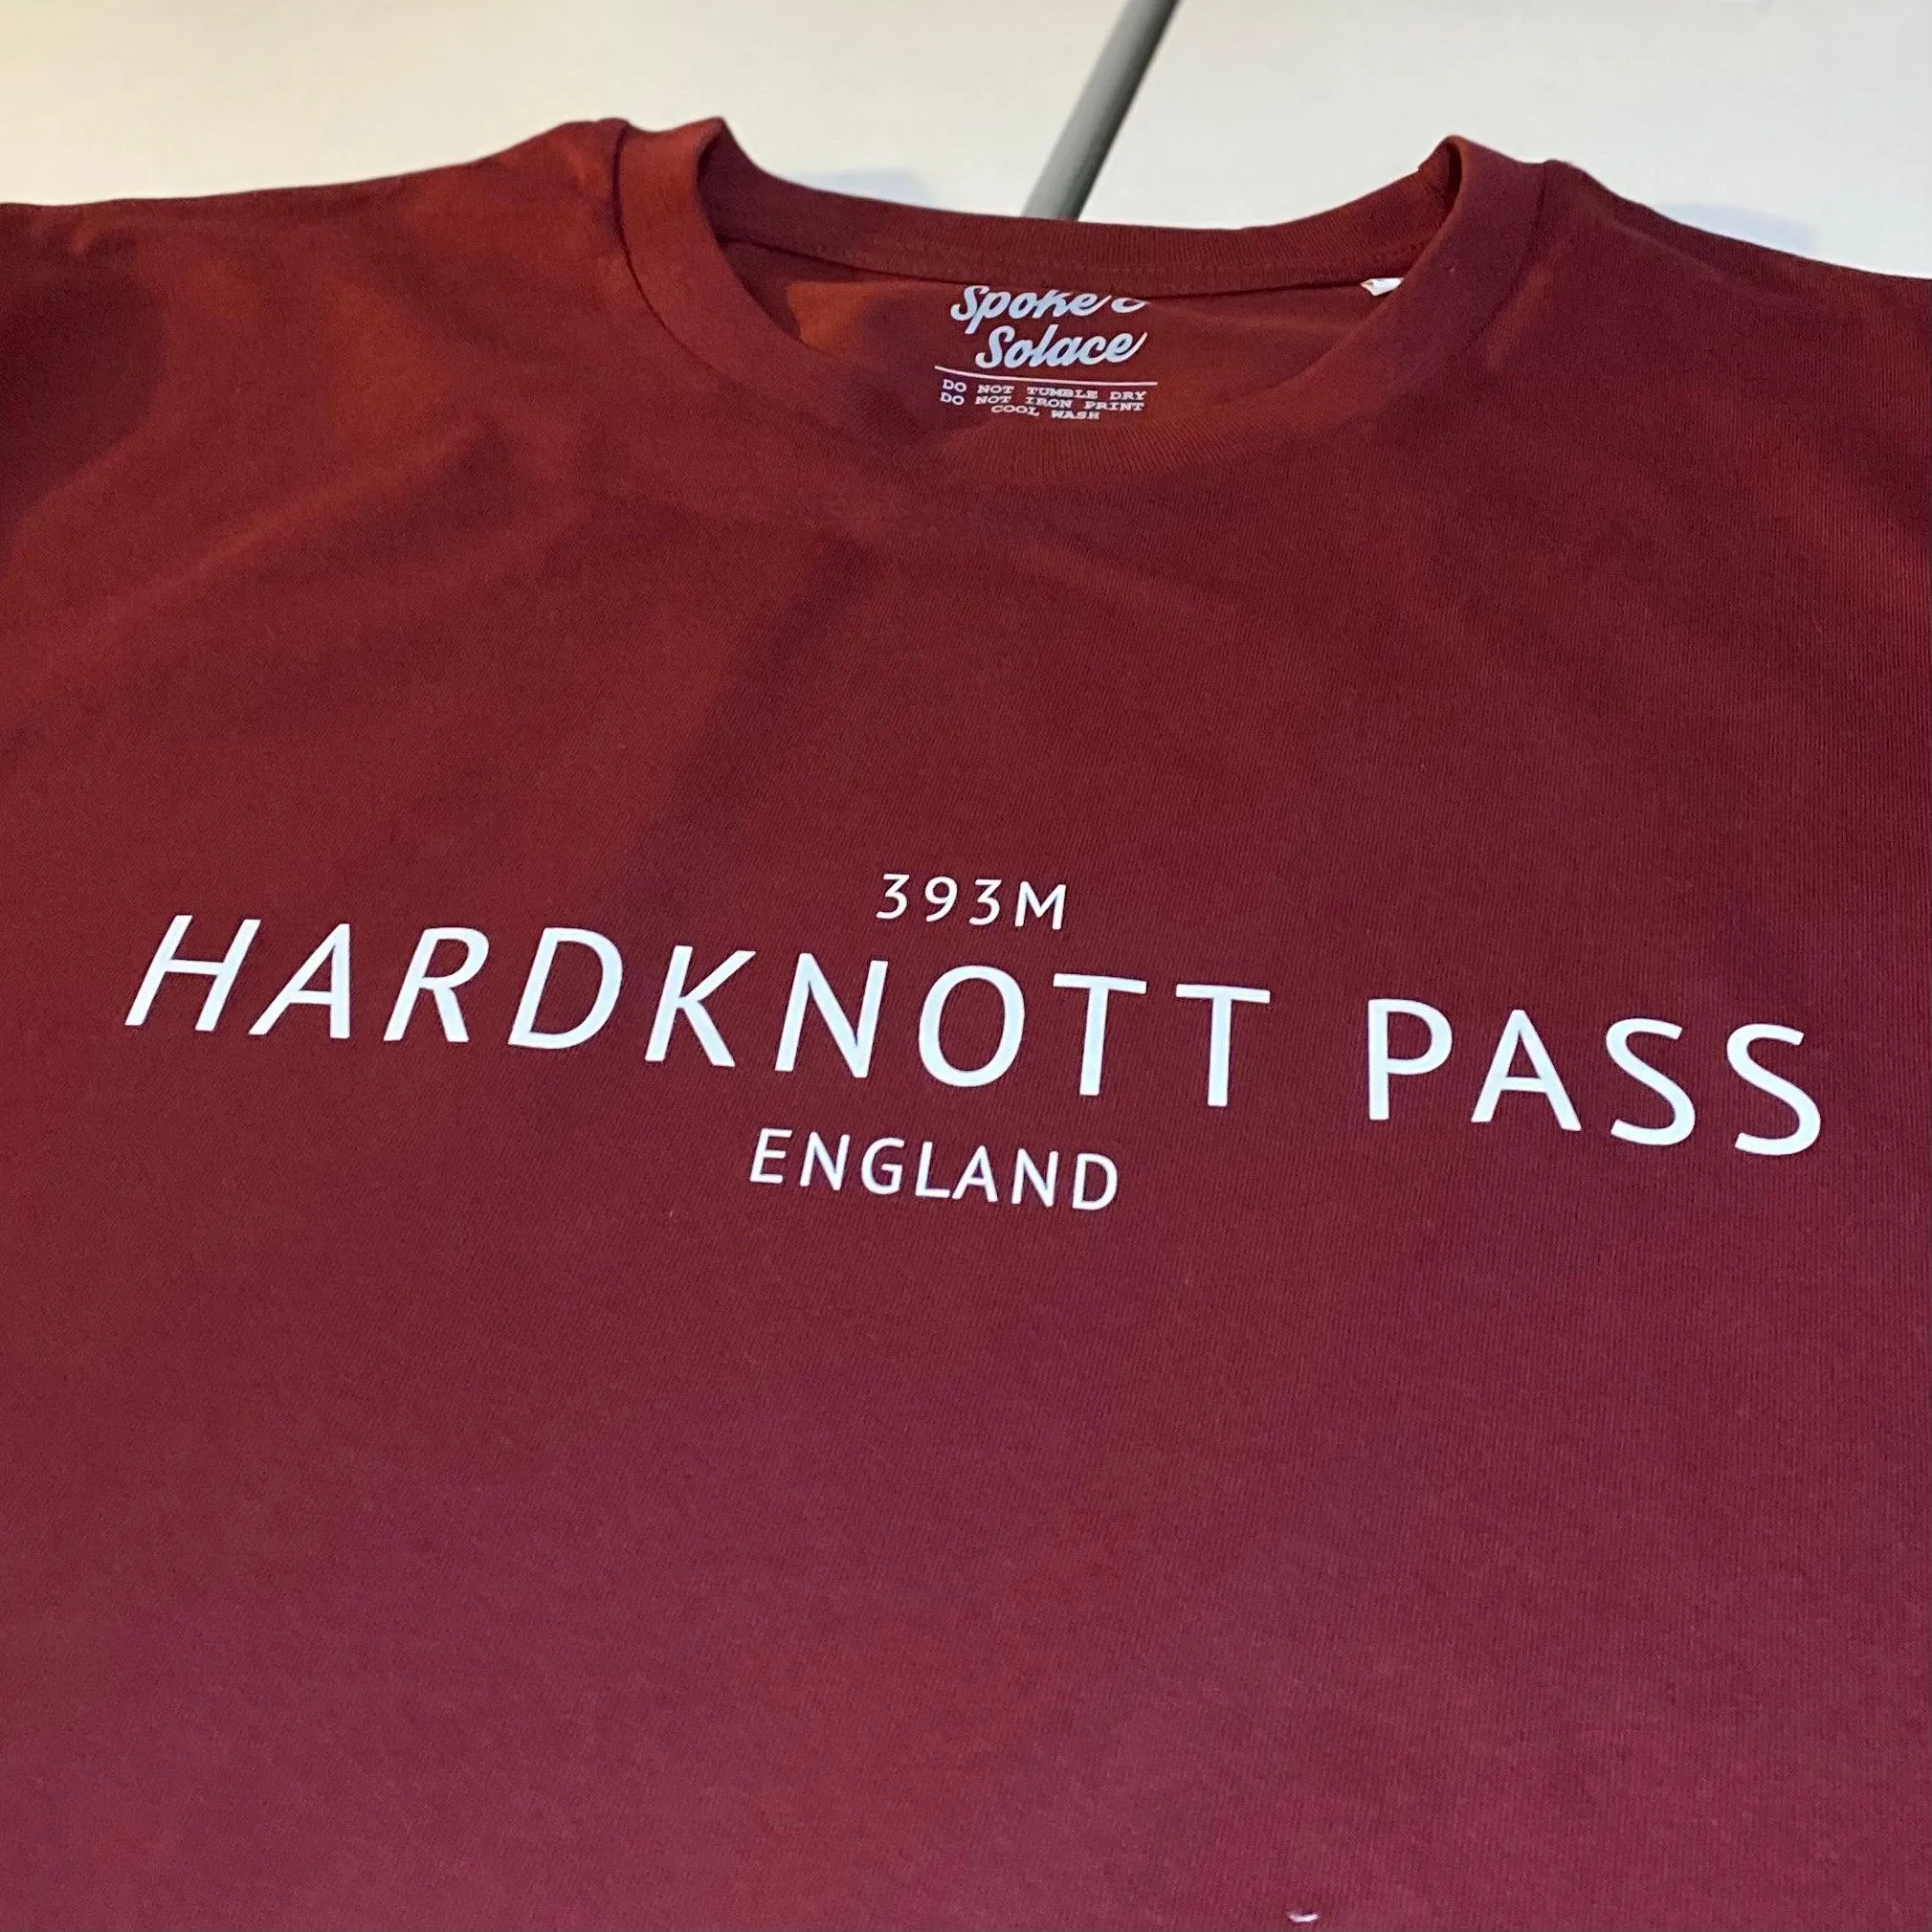 Spoke &
Solace
DO NOT TUMBLE DRY
DO NOT IRON PRINT
COOL WASH
393M
HARDKNOTT PASS
ENGLAND